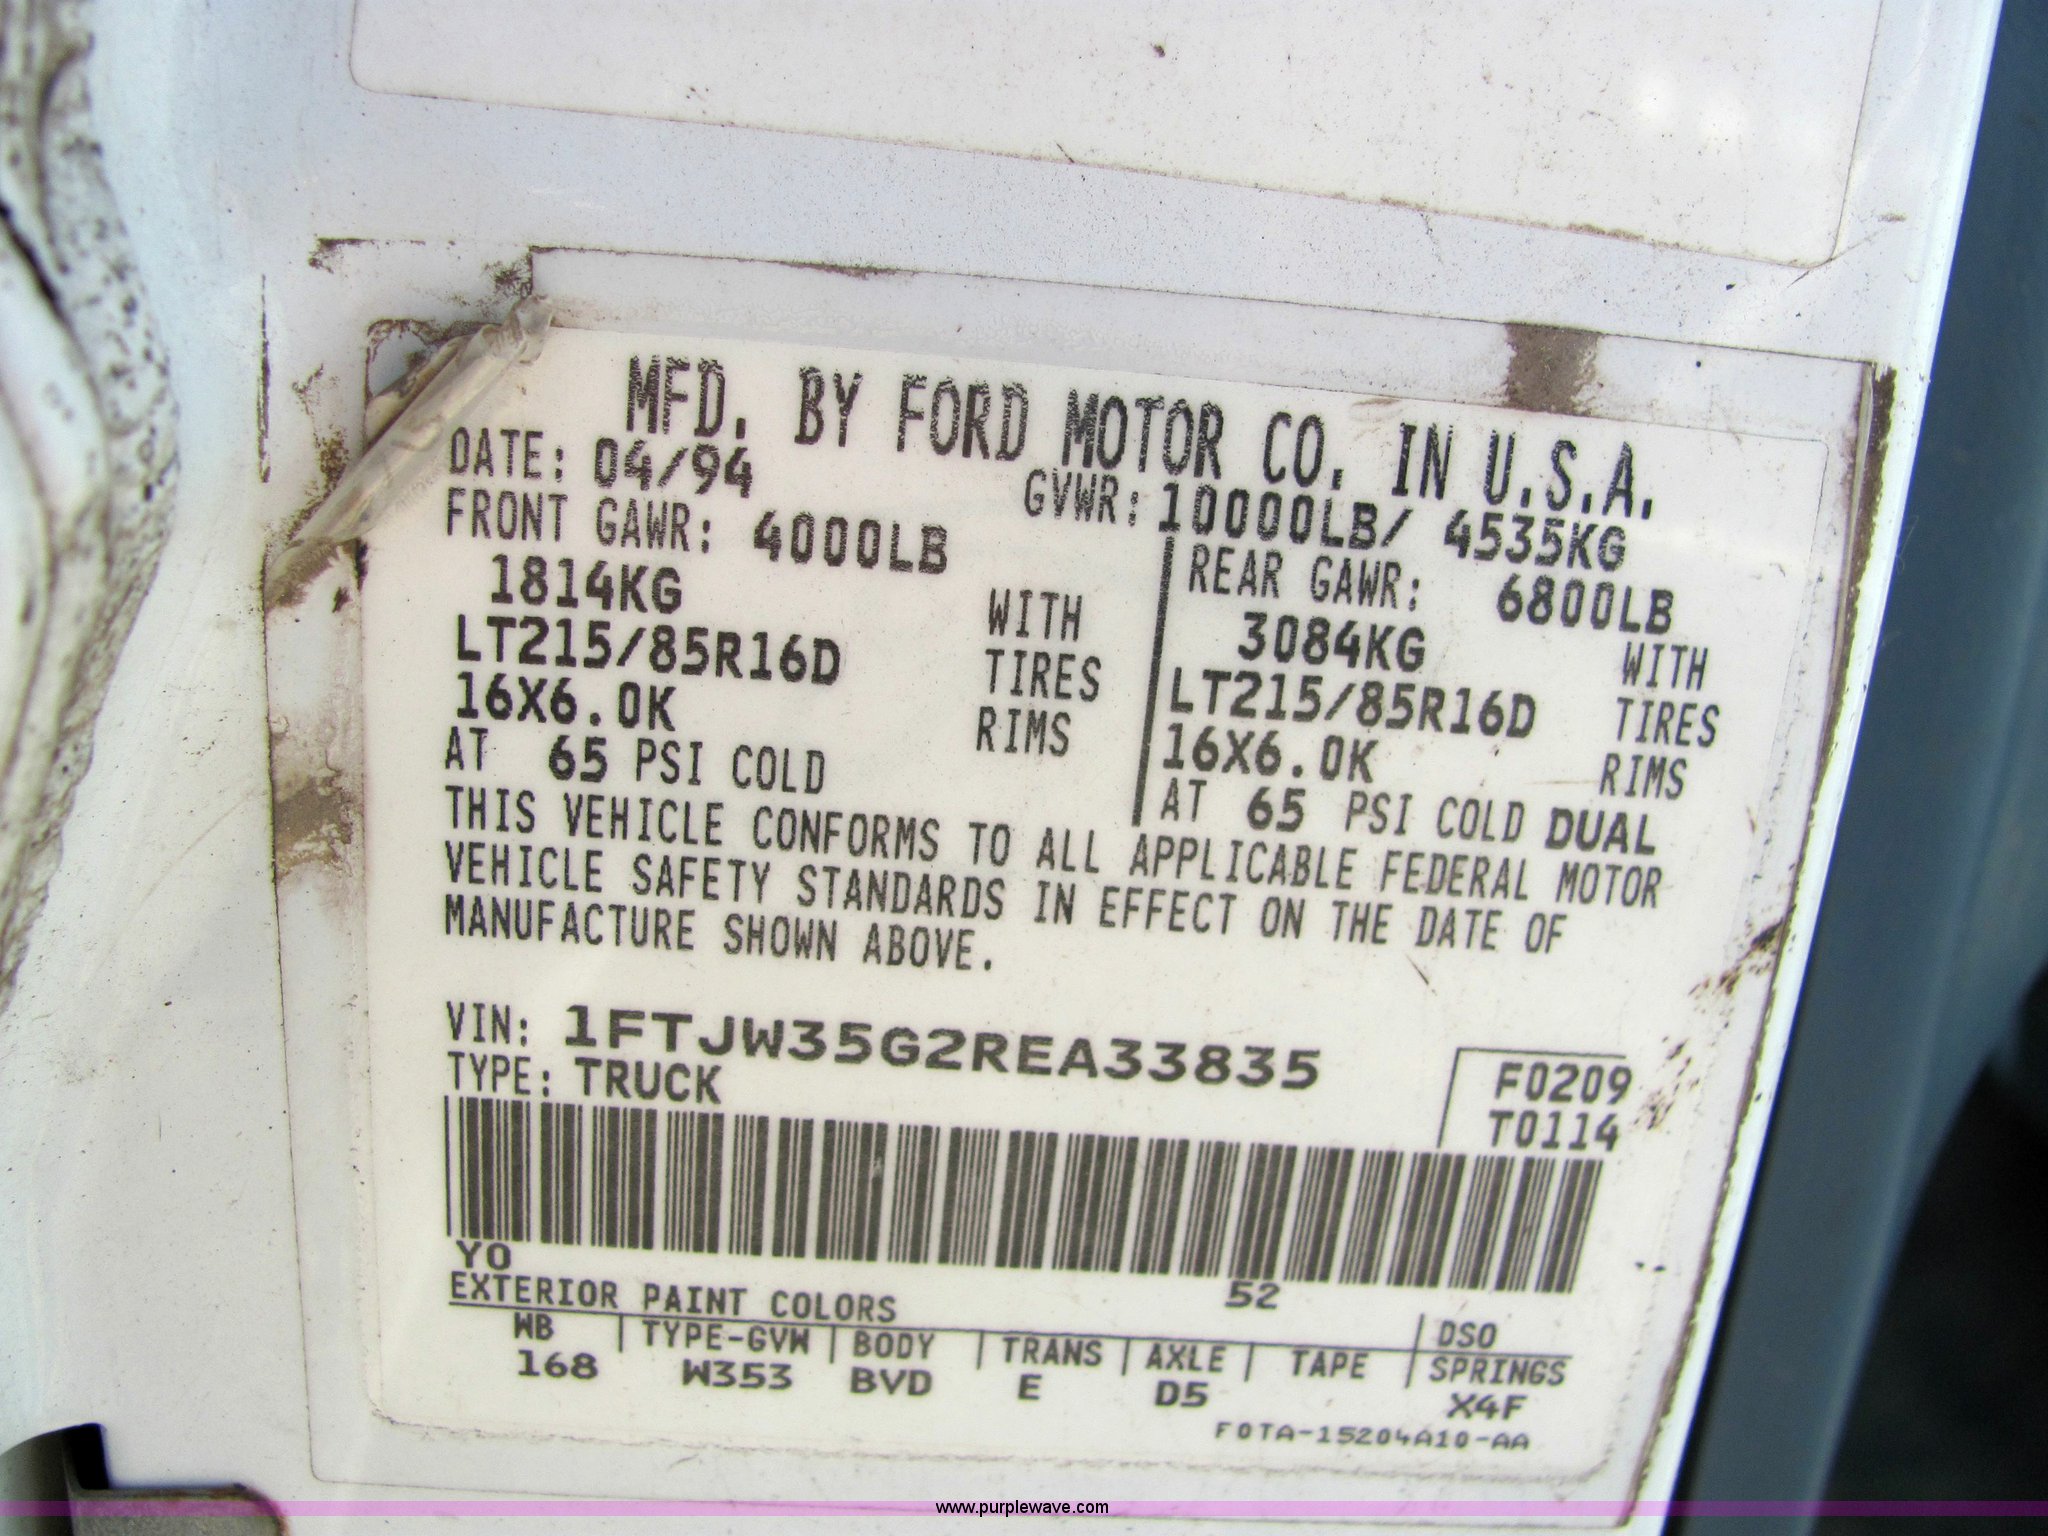 MFD. BY FORD MOTOR CO. IN U.S.A.
DATE: 04/94 GVWR: 10000LB/ 4535KG
FRONT GAWR: 4000LB REAR GAWR: 6800LB
1814KG WITH 3084KG WITH
LT215/85R16D TIRES LT215/85R16D TIRES
16X6.0K RIMS 16X6.0K RIMS
AT 65 PSI COLD AT 65 PSI COLD DUAL
THIS VEHICLE CONFORMS TO ALL APPLICABLE FEDERAL MOTOR
VEHICLE SAFETY STANDARDS IN EFFECT ON THE DATE OF
MANUFACTURE SHOWN ABOVE.
VIN: 1FTJW35G2REA33835
TYPE: TRUCK
F0209
T0114
YO
EXTERIOR PAINT COLORS 52 DSO
WB TYPE-GVW BODY TRANS AXLE TAPE SPRINGS
168 W353 BVD E D5 X4F
F0TA-15204A10-AA
www.purplewave.com